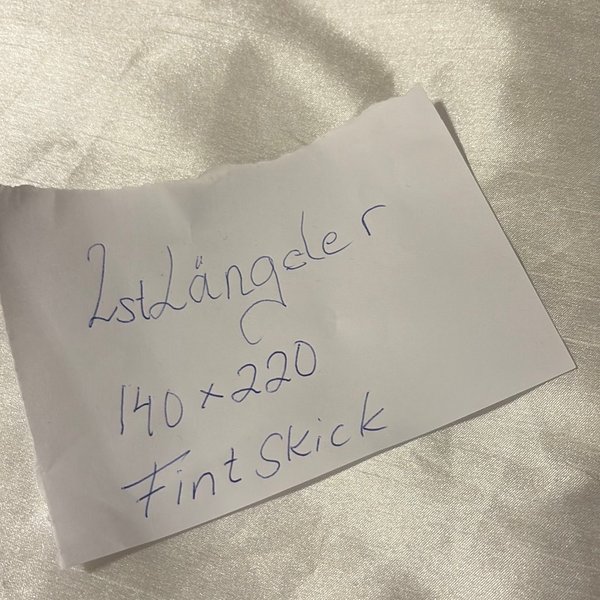 2st Längder
140 x 220
Fint Skick